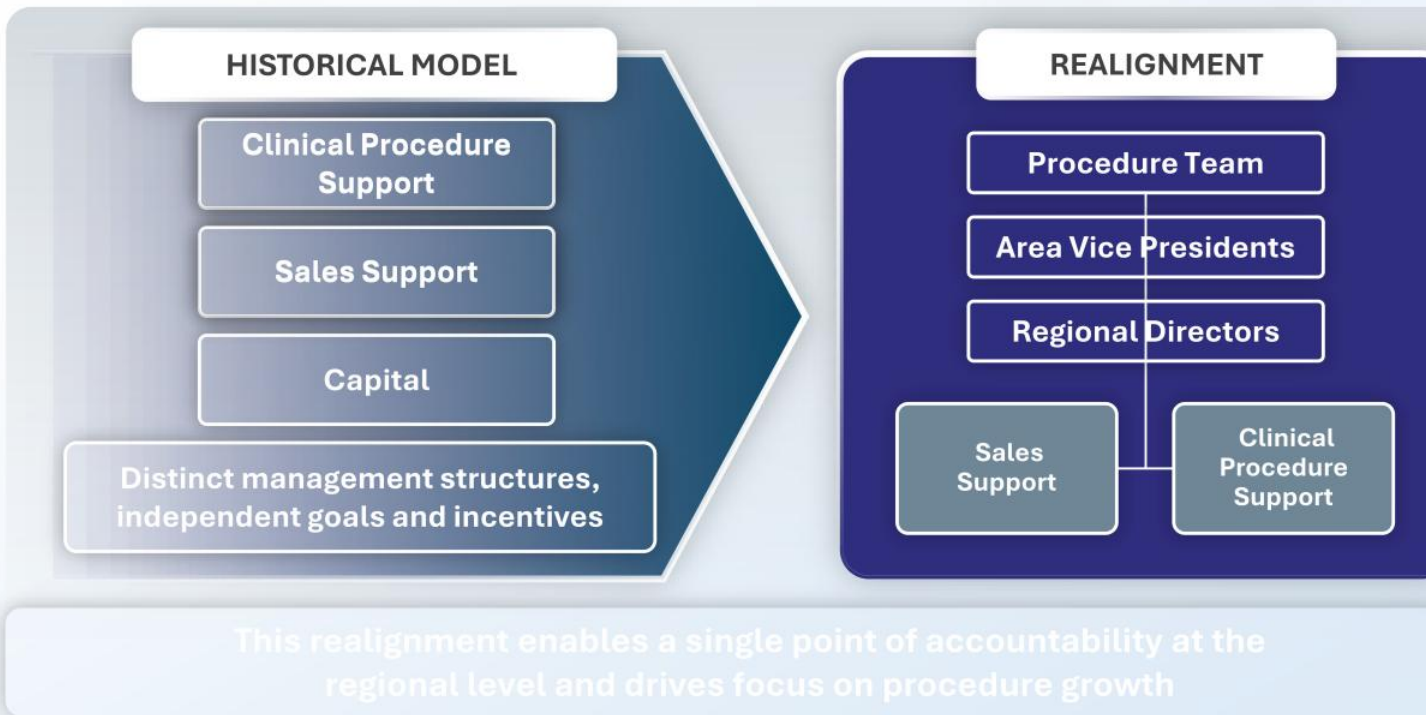 HISTORICAL MODEL
Clinical Procedure
Support
Sales Support
Capital
Distinct management structures,
independent goals and incentives
REALIGNMENT
Procedure Team
Area Vice Presidents
Regional Directors
Sales
Support
Clinical
Procedure
Support
This realignment enables a single point of accountability at the
regional level and drives focus on procedure growth